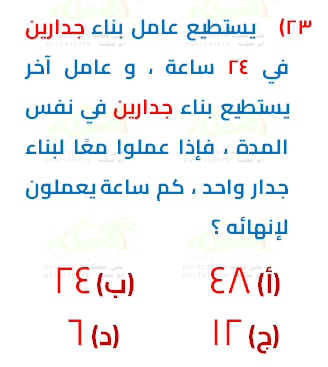 ٢٣) يستطيع عامل بناء جدارين
في ٢٤ ساعة ، و عامل آخر
يستطيع بناء جدارين في نفس
المدة ، فإذا عملوا معًا لبناء
جدار واحد ، كم ساعة يعملون
لإنهائه ؟
(أ) ٤٨ (ب) ٢٤
(ج) ١٢ (د) ٦